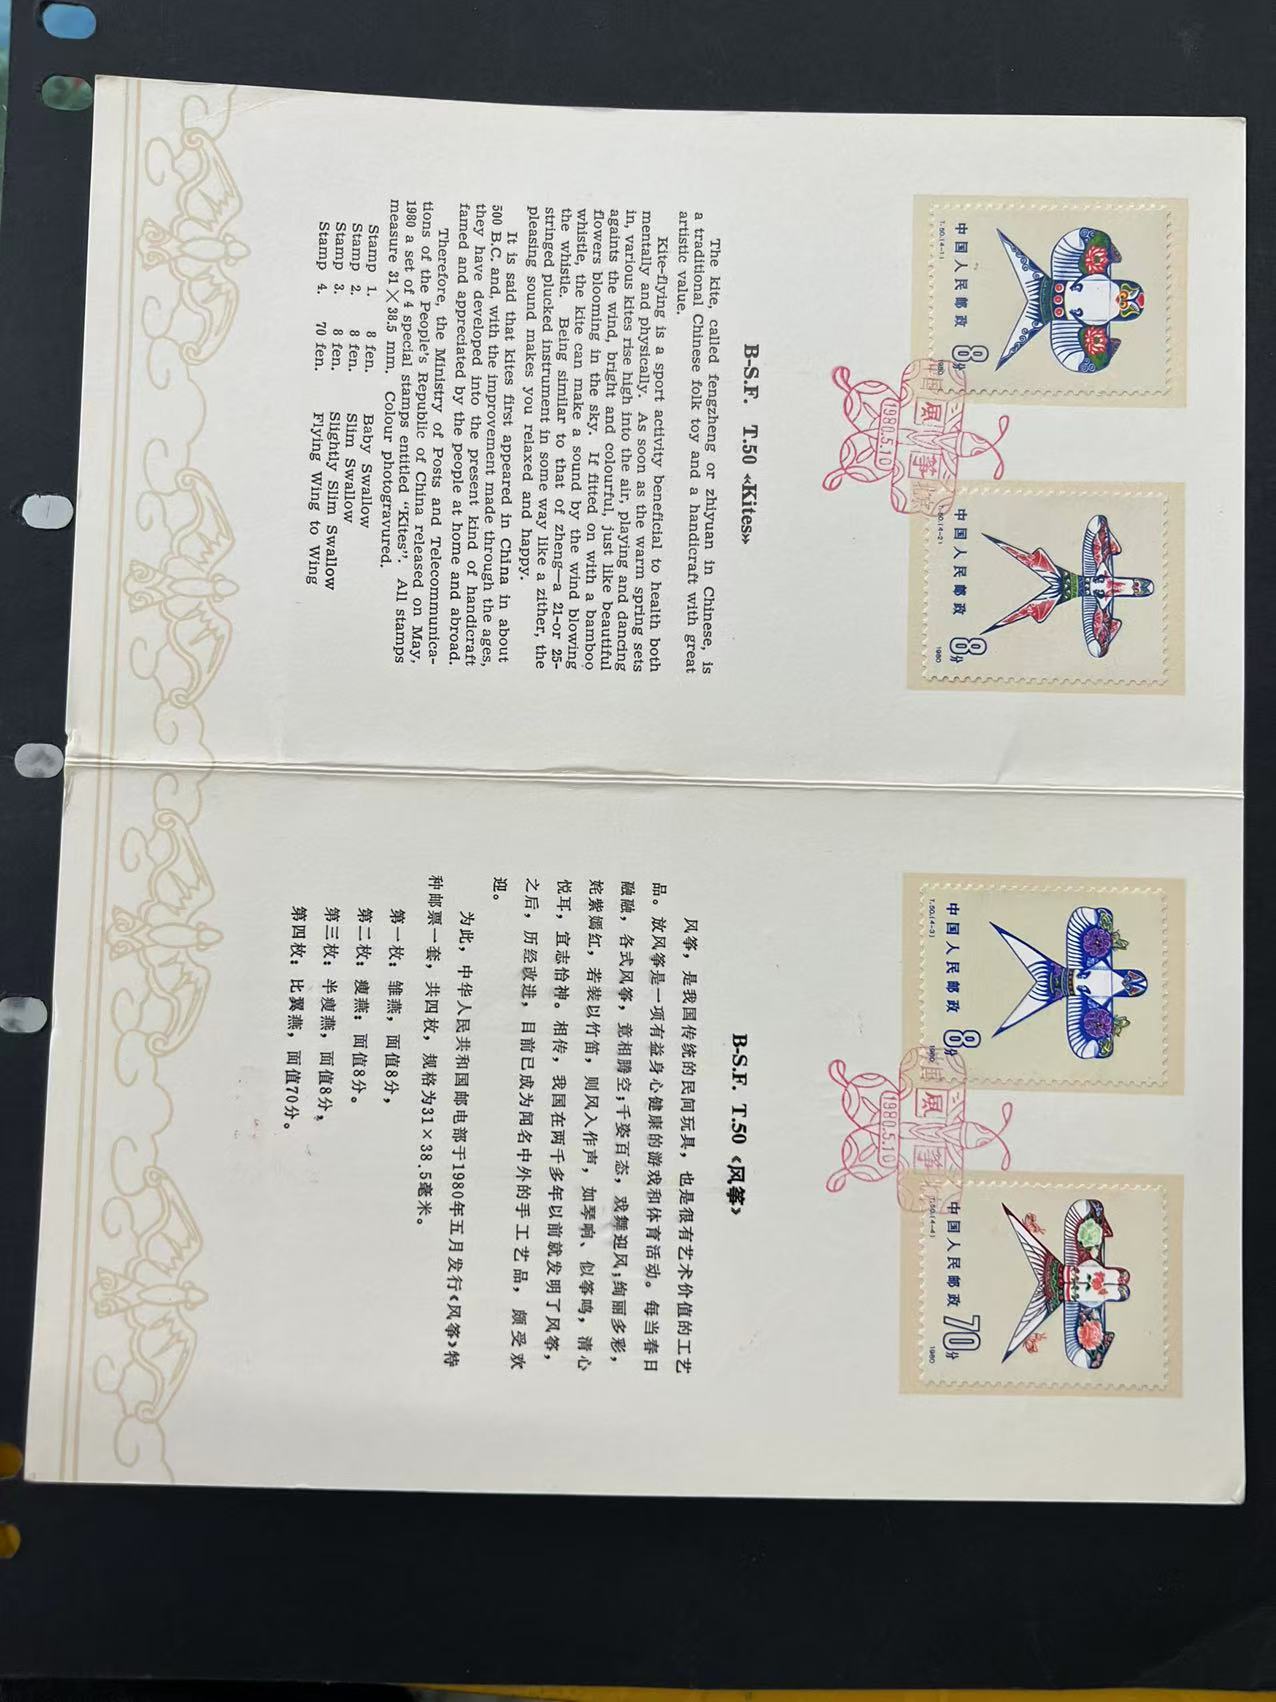 T.50.(4-1)
中国人民邮政
8分
1980
T.50.(4-2)
中国人民邮政
8分
1980
風筝
北京
1980.5.10
B-S.F. T.50 «Kites»
The kite, called fengzheng or zhiyuan in Chinese, is
a traditional Chinese folk toy and a handicraft with great
artistic value.
Kite-flying is a sport activity beneficial to health both
mentally and physically. As soon as the warm spring sets
in, various kites rise high into the air, playing and dancing
againts the wind, bright and colourful, just like beautiful
flowers blooming in the sky. If fitted on with a bamboo
whistle, the kite can make a sound by the wind blowing
the whistle. Being similar to that of zheng—a 21-or 25-
stringed plucked instrument in some way like a zither, the
pleasing sound makes you relaxed and happy.
It is said that kites first appeared in China in about
500 B.C. and, with the improvement made through the ages,
they have developed into the present kind of handicraft
famed and appreciated by the people at home and abroad.
Therefore, the Ministry of Posts and Telecommunica-
tions of the People's Republic of China released on May,
1980 a set of 4 special stamps entitled "Kites". All stamps
measure 31×38.5 mm. Colour photogravured.
Stamp 1. 8 fen. Baby Swallow
Stamp 2. 8 fen. Slim Swallow
Stamp 3. 8 fen. Slightly Slim Swallow
Stamp 4. 70 fen. Flying Wing to Wing
T.50.(4-3)
中国人民邮政
8分
1980
T.50.(4-4)
中国人民邮政
70分
1980
風筝
1980.5.10
B-S.F. T.50《风筝》
风筝，是我国传统的民间玩具，也是很有艺术价值的工艺
品。放风筝是一项有益身心健康的游戏和体育活动。每当春日
融融，各式风筝，竞相腾空；千姿百态，戏舞迎风；绚丽多彩，
姹紫嫣红，若装以竹笛，则风入作声，如琴响、似筝鸣，清心
悦耳，宜志怡神。相传，我国在两千多年以前就发明了风筝，
之后，历经改进，目前已成为闻名中外的手工艺品，颇受欢
迎。
为此，中华人民共和国邮电部于1980年五月发行《风筝》特
种邮票一套，共四枚，规格为31×38.5毫米。
第一枚：雏燕，面值8分，
第二枚：瘦燕；面值8分。
第三枚：半瘦燕，面值8分，
第四枚：比翼燕，面值70分。